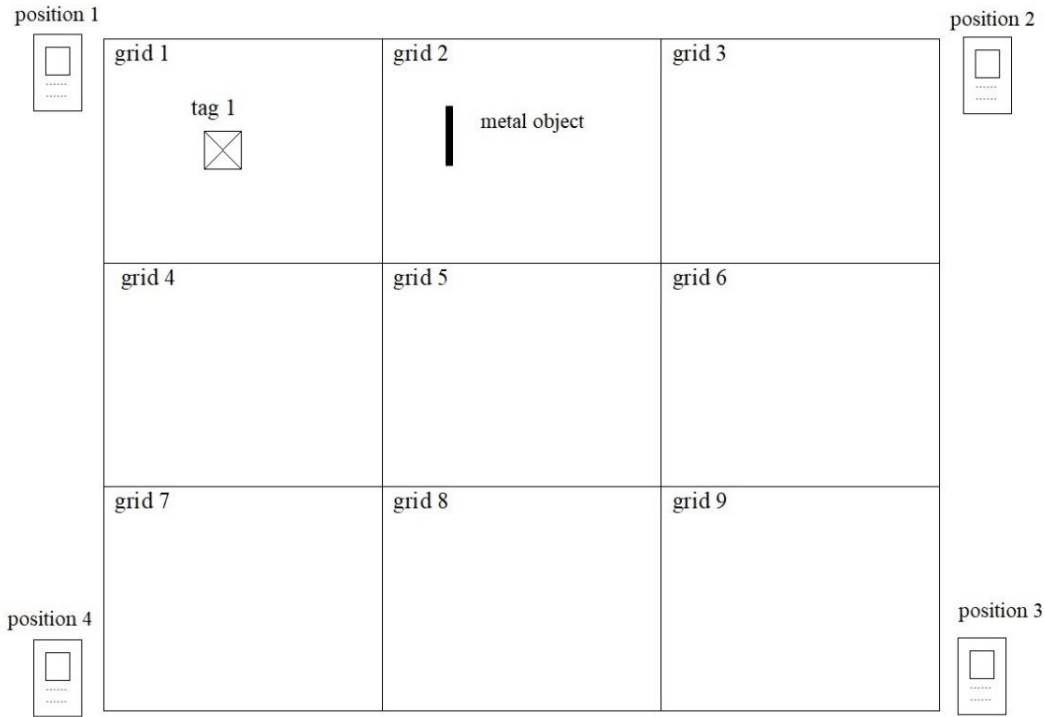 position 1
position 2
grid 1
grid 2
grid 3
tag 1
metal object
grid 4
grid 5
grid 6
grid 7
grid 8
grid 9
position 4
position 3